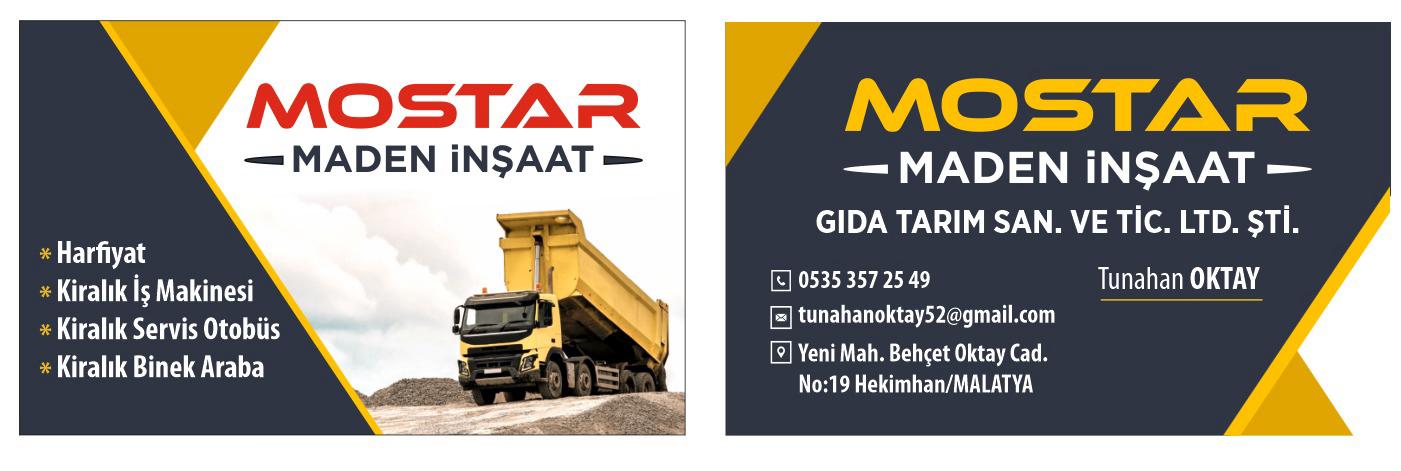 MOSTAR
MADEN İNŞAAT
* Harfiyat
* Kiralık İş Makinesi
* Kiralık Servis Otobüs
* Kiralık Binek Araba
MOSTAR
MADEN İNŞAAT
GIDA TARIM SAN. VE TİC. LTD. ŞTİ.
Tunahan OKTAY
0535 357 25 49
tunahanoktay52@gmail.com
Yeni Mah. Behçet Oktay Cad.
No:19 Hekimhan/MALATYA